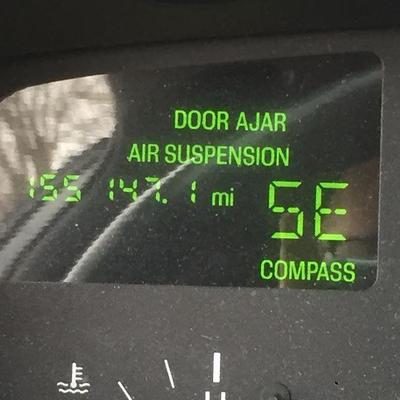 DOOR AJAR
AIR SUSPENSION
155 147.1 mi SE
COMPASS
H